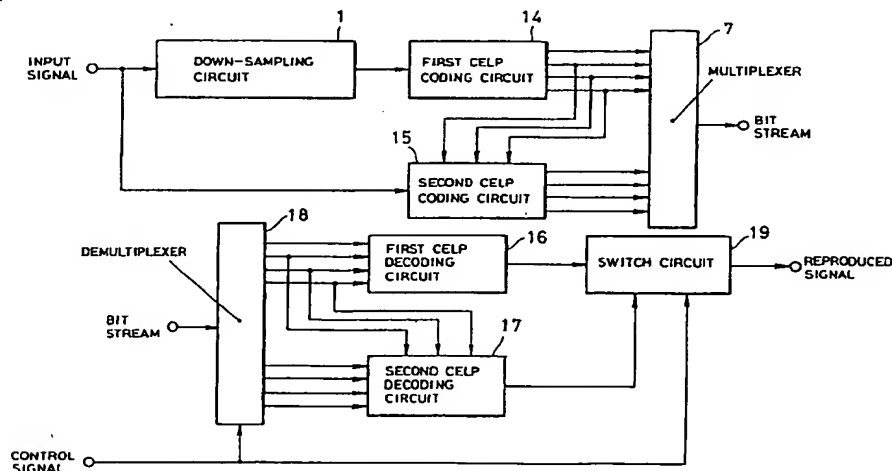 1
14
7
INPUT
SIGNAL
DOWN-SAMPLING
CIRCUIT
FIRST CELP
CODING CIRCUIT
MULTIPLEXER
BIT
STREAM
15
SECOND CELP
CODING CIRCUIT
18
DEMULTIPLEXER
FIRST CELP
DECODING
CIRCUIT
16
19
SWITCH CIRCUIT
REPRODUCED
SIGNAL
BIT
STREAM
17
SECOND CELP
DECODING
CIRCUIT
CONTROL
SIGNAL